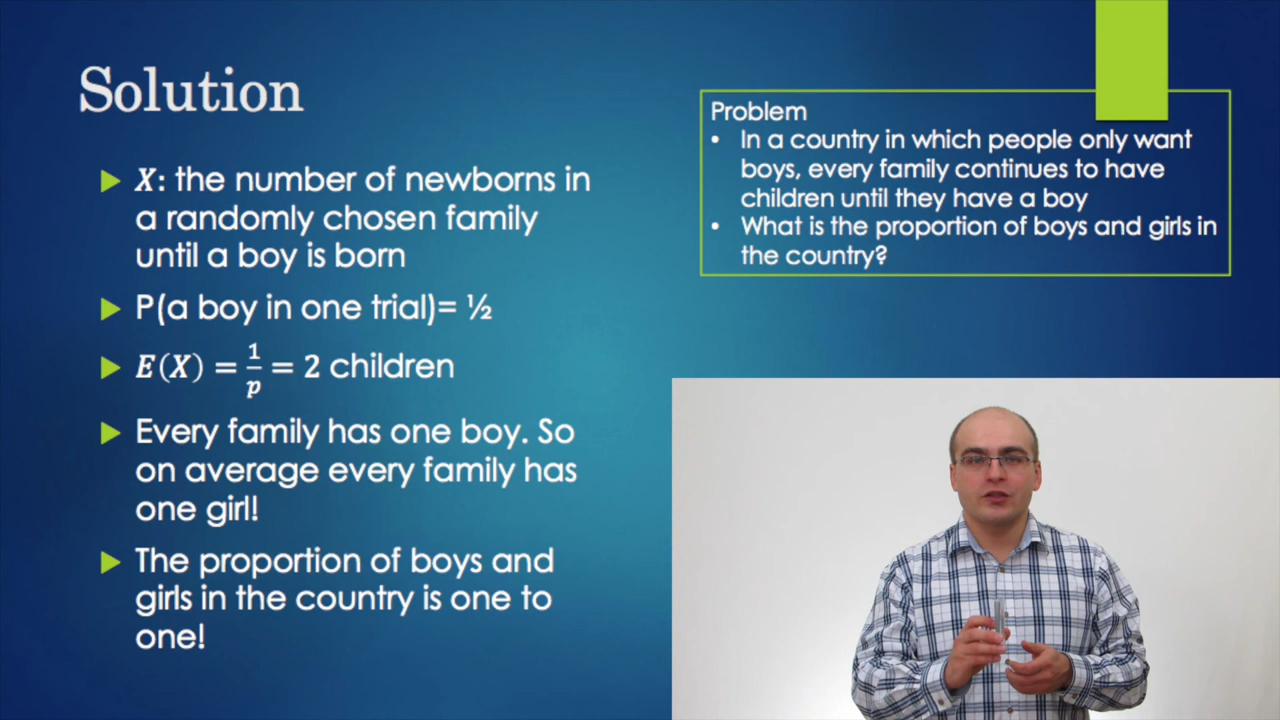 Solution
X: the number of newborns in
a randomly chosen family
until a boy is born
P(a boy in one trial)= ½
E(X) = 1/p = 2 children
Every family has one boy. So
on average every family has
one girl!
The proportion of boys and
girls in the country is one to
one!
Problem
• In a country in which people only want
boys, every family continues to have
children until they have a boy
• What is the proportion of boys and girls in
the country?